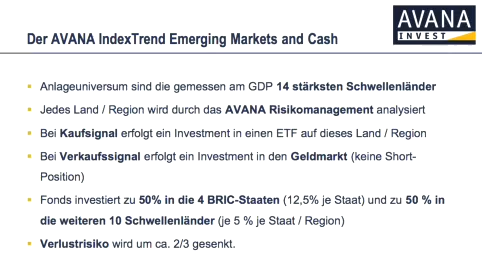 AVANA
INVEST
Der AVANA IndexTrend Emerging Markets and Cash
Anlageuniversum sind die gemessen am GDP 14 stärksten Schwellenländer
Jedes Land / Region wird durch das AVANA Risikomanagement analysiert
Bei Kaufsignal erfolgt ein Investment in einen ETF auf dieses Land / Region
Bei Verkaufssignal erfolgt ein Investment in den Geldmarkt (keine Short-
Position)
Fonds investiert zu 50% in die 4 BRIC-Staaten (12,5% je Staat) und zu 50 % in
die weiteren 10 Schwellenländer (je 5 % je Staat / Region)
Verlustrisiko wird um ca. 2/3 gesenkt.